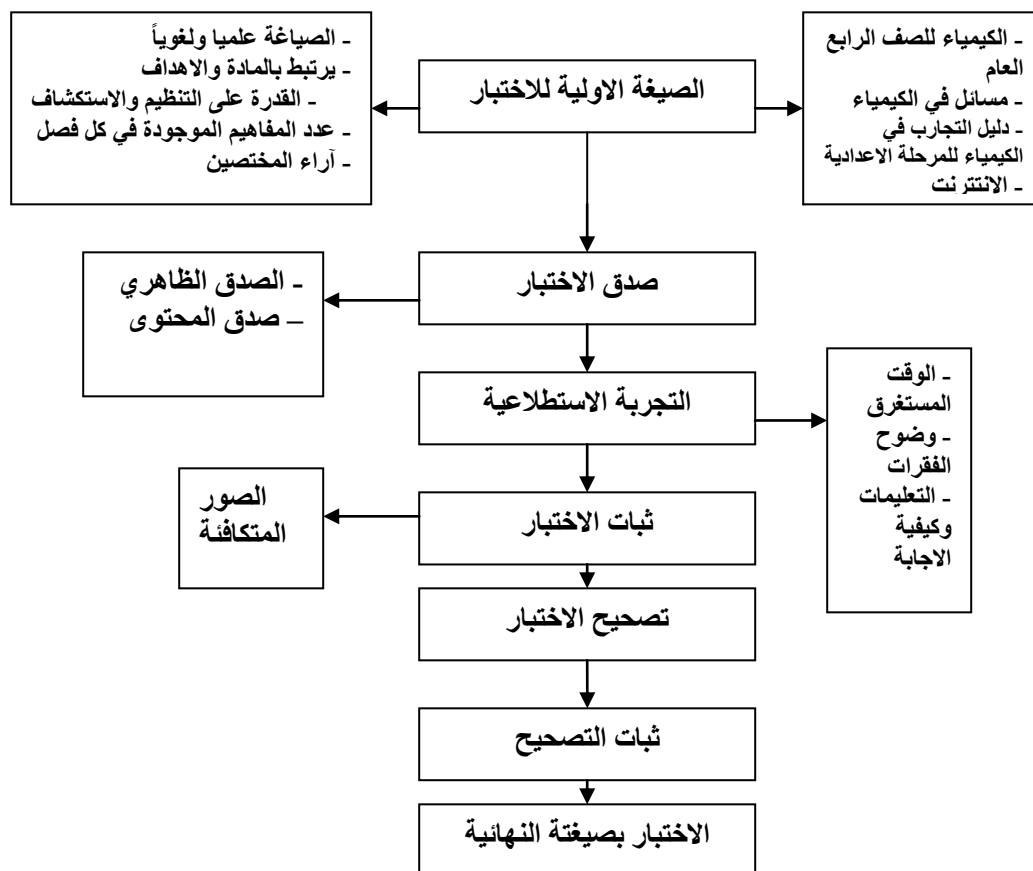 - الكيمياء للصف الرابع
العام
- مسائل في الكيمياء
- دليل التجارب في
الكيمياء للمرحلة الاعدادية
- الانتترنت
الصيغة الاولية للاختبار
- الصياغة علميا ولغوياً
- يرتبط بالمادة والاهداف
- القدرة على التنظيم والاستكشاف
- عدد المفاهيم الموجودة في كل فصل
- آراء المختصين
صدق الاختبار
- الصدق الظاهري
– صدق المحتوى
التجربة الاستطلاعية
- الوقت
المستغرق
- وضوح
الفقرات
- التعليمات
وكيفية
الاجابة
ثبات الاختبار
الصور
المتكافئة
تصحيح الاختبار
ثبات التصحيح
الاختبار بصيغتة النهائية